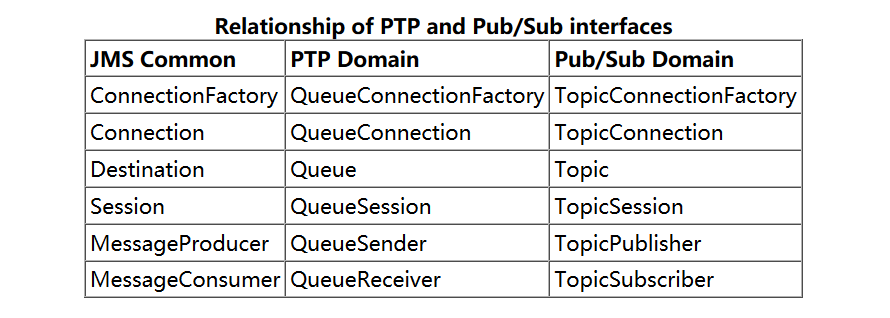 Relationship of PTP and Pub/Sub interfaces
JMS Common PTP Domain Pub/Sub Domain
ConnectionFactory QueueConnectionFactory TopicConnectionFactory
Connection QueueConnection TopicConnection
Destination Queue Topic
Session QueueSession TopicSession
MessageProducer QueueSender TopicPublisher
MessageConsumer QueueReceiver TopicSubscriber